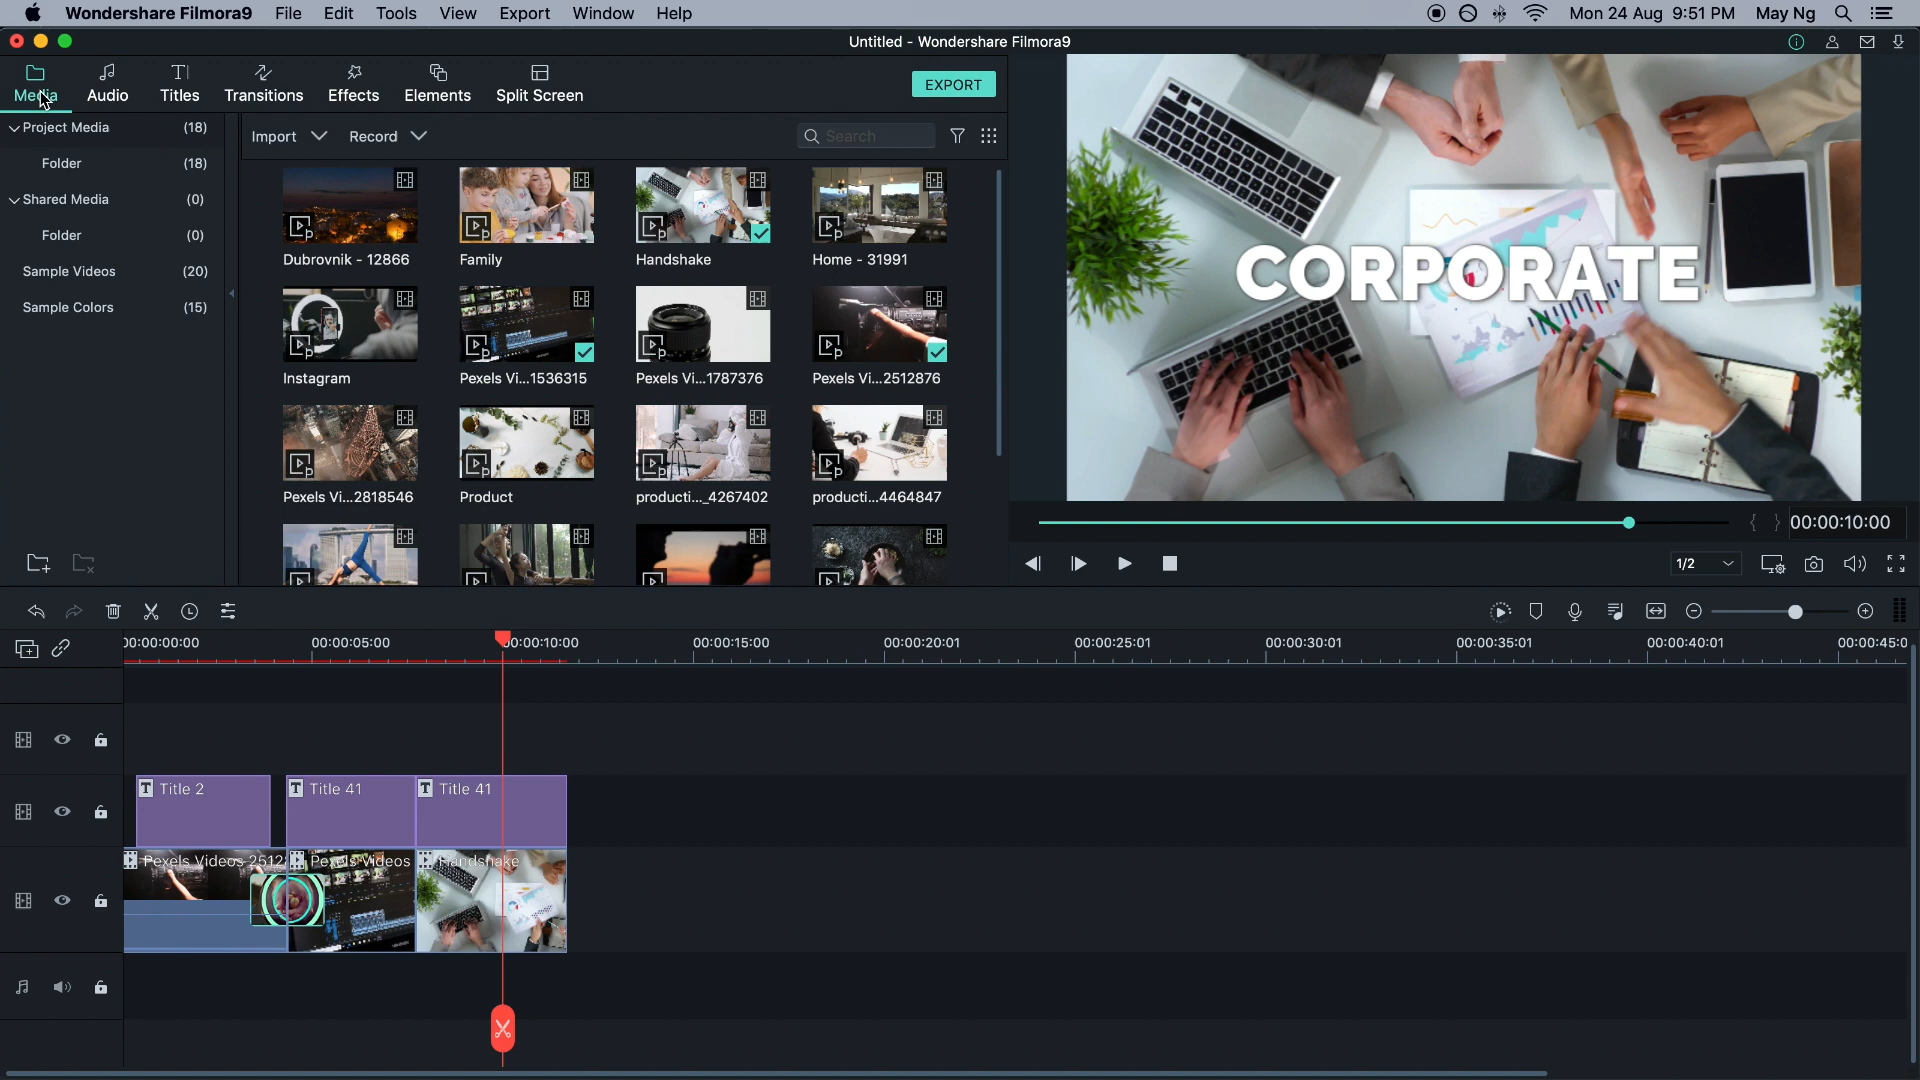 Wondershare Filmora9 File Edit Tools View Export Window Help
Mon 24 Aug 9:51 PM May Ng
Untitled - Wondershare Filmora9
Media Audio Titles Transitions Effects Elements Split Screen
EXPORT
Project Media (18)
Folder (18)
Shared Media (0)
Folder (0)
Sample Videos (20)
Sample Colors (15)
Import Record
Search
Dubrovnik - 12866 Family Handshake Home - 31991
Instagram Pexels Vi...1536315 Pexels Vi...1787376 Pexels Vi...2512876
Pexels Vi...2818546 Product producti..._4267402 producti...4464847
CORPORATE
00:00:10:00
1/2
00:00:00:00 00:00:05:00 00:00:10:00 00:00:15:00 00:00:20:01 00:00:25:01 00:00:30:01 00:00:35:01 00:00:40:01 00:00:45:0
T Title 2 T Title 41 T Title 41
Pexels Videos 2512 Pexels Videos Handshake